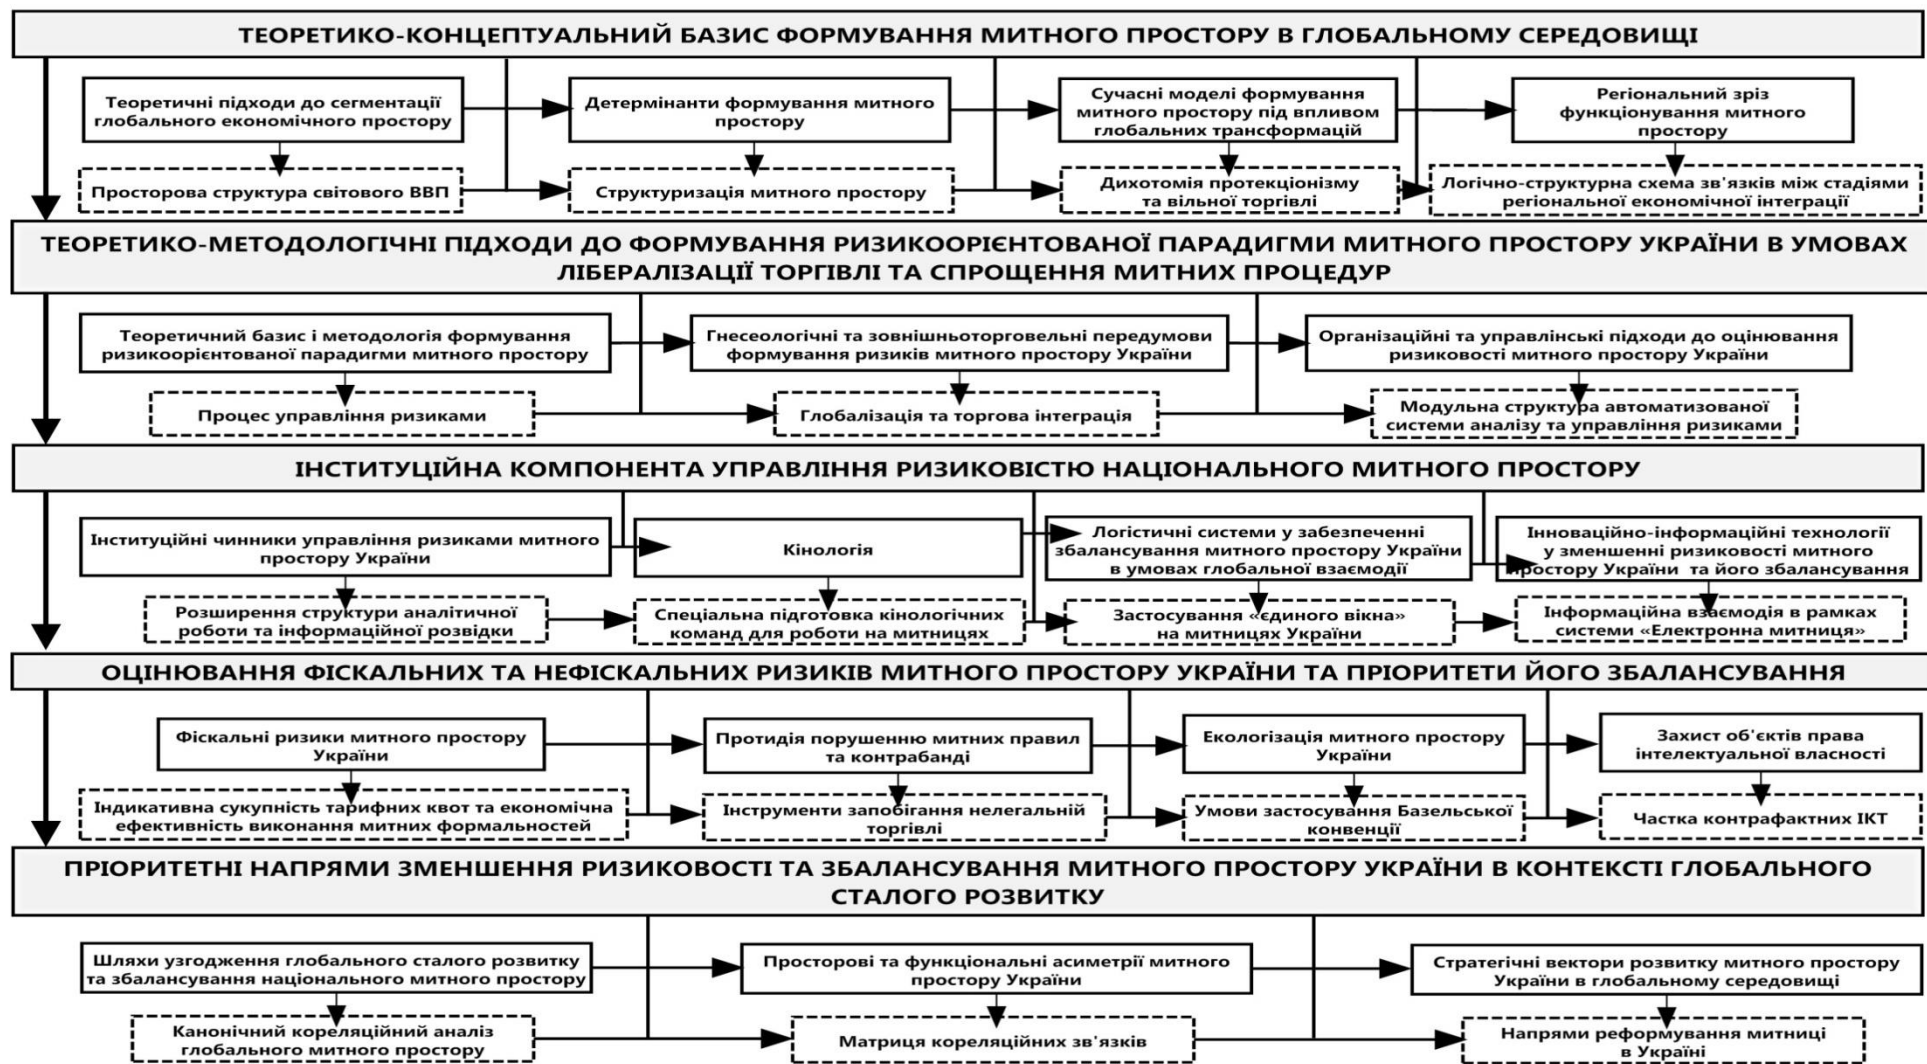 ТЕОРЕТИКО-КОНЦЕПТУАЛЬНИЙ БАЗИС ФОРМУВАННЯ МИТНОГО ПРОСТОРУ В ГЛОБАЛЬНОМУ СЕРЕДОВИЩІ
Теоретичні підходи до сегментації
глобального економічного простору
Детермінанти формування митного
простору
Сучасні моделі формування
митного простору під впливом
глобальних трансформацій
Регіональний зріз
функціонування митного
простору
Просторова структура світового ВВП
Структуризація митного простору
Дихотомія протекціонізму
та вільної торгівлі
Логічно-структурна схема зв'язків між стадіями
регіональної економічної інтеграції
ТЕОРЕТИКО-МЕТОДОЛОГІЧНІ ПІДХОДИ ДО ФОРМУВАННЯ РИЗИКООРІЄНТОВАНОЇ ПАРАДИГМИ МИТНОГО ПРОСТОРУ УКРАЇНИ В УМОВАХ
ЛІБЕРАЛІЗАЦІЇ ТОРГІВЛІ ТА СПРОЩЕННЯ МИТНИХ ПРОЦЕДУР
Теоретичний базис і методологія формування
ризикоорієнтованої парадигми митного простору
Гнесеологічні та зовнішньоторговельні передумови
формування ризиків митного простору України
Організаційні та управлінські підходи до оцінювання
ризиковості митного простору України
Процес управління ризиками
Глобалізація та торгова інтеграція
Модульна структура автоматизованої
системи аналізу та управління ризиками
ІНСТИТУЦІЙНА КОМПОНЕНТА УПРАВЛІННЯ РИЗИКОВІСТЮ НАЦІОНАЛЬНОГО МИТНОГО ПРОСТОРУ
Інституційні чинники управління ризиками митного
простору України
Кінологія
Логістичні системи у забезпеченні
збалансування митного простору України
в умовах глобальної взаємодії
Інноваційно-інформаційні технології
у зменшенні ризиковості митного
простору України та його збалансування
Розширення структури аналітичної
роботи та інформаційної розвідки
Спеціальна підготовка кінологічних
команд для роботи на митницях
Застосування «єдиного вікна»
на митницях України
Інформаційна взаємодія в рамках
системи «Електронна митниця»
ОЦІНЮВАННЯ ФІСКАЛЬНИХ ТА НЕФІСКАЛЬНИХ РИЗИКІВ МИТНОГО ПРОСТОРУ УКРАЇНИ ТА ПРІОРИТЕТИ ЙОГО ЗБАЛАНСУВАННЯ
Фіскальні ризики митного простору
України
Протидія порушенню митних правил
та контрабанді
Екологізація митного простору
України
Захист об'єктів права
інтелектуальної власності
Індикативна сукупність тарифних квот та економічна
ефективність виконання митних формальностей
Інструменти запобігання нелегальній
торгівлі
Умови застосування Базельської
конвенції
Частка контрафактних ІКТ
ПРІОРИТЕТНІ НАПРЯМИ ЗМЕНШЕННЯ РИЗИКОВОСТІ ТА ЗБАЛАНСУВАННЯ МИТНОГО ПРОСТОРУ УКРАЇНИ В КОНТЕКСТІ ГЛОБАЛЬНОГО
СТАЛОГО РОЗВИТКУ
Шляхи узгодження глобального сталого розвитку
та збалансування національного митного простору
Просторові та функціональні асиметрії митного
простору України
Стратегічні вектори розвитку митного простору
України в глобальному середовищі
Канонічний кореляційний аналіз
глобального митного простору
Матриця кореляційних зв'язків
Напрями реформування митниці
в Україні